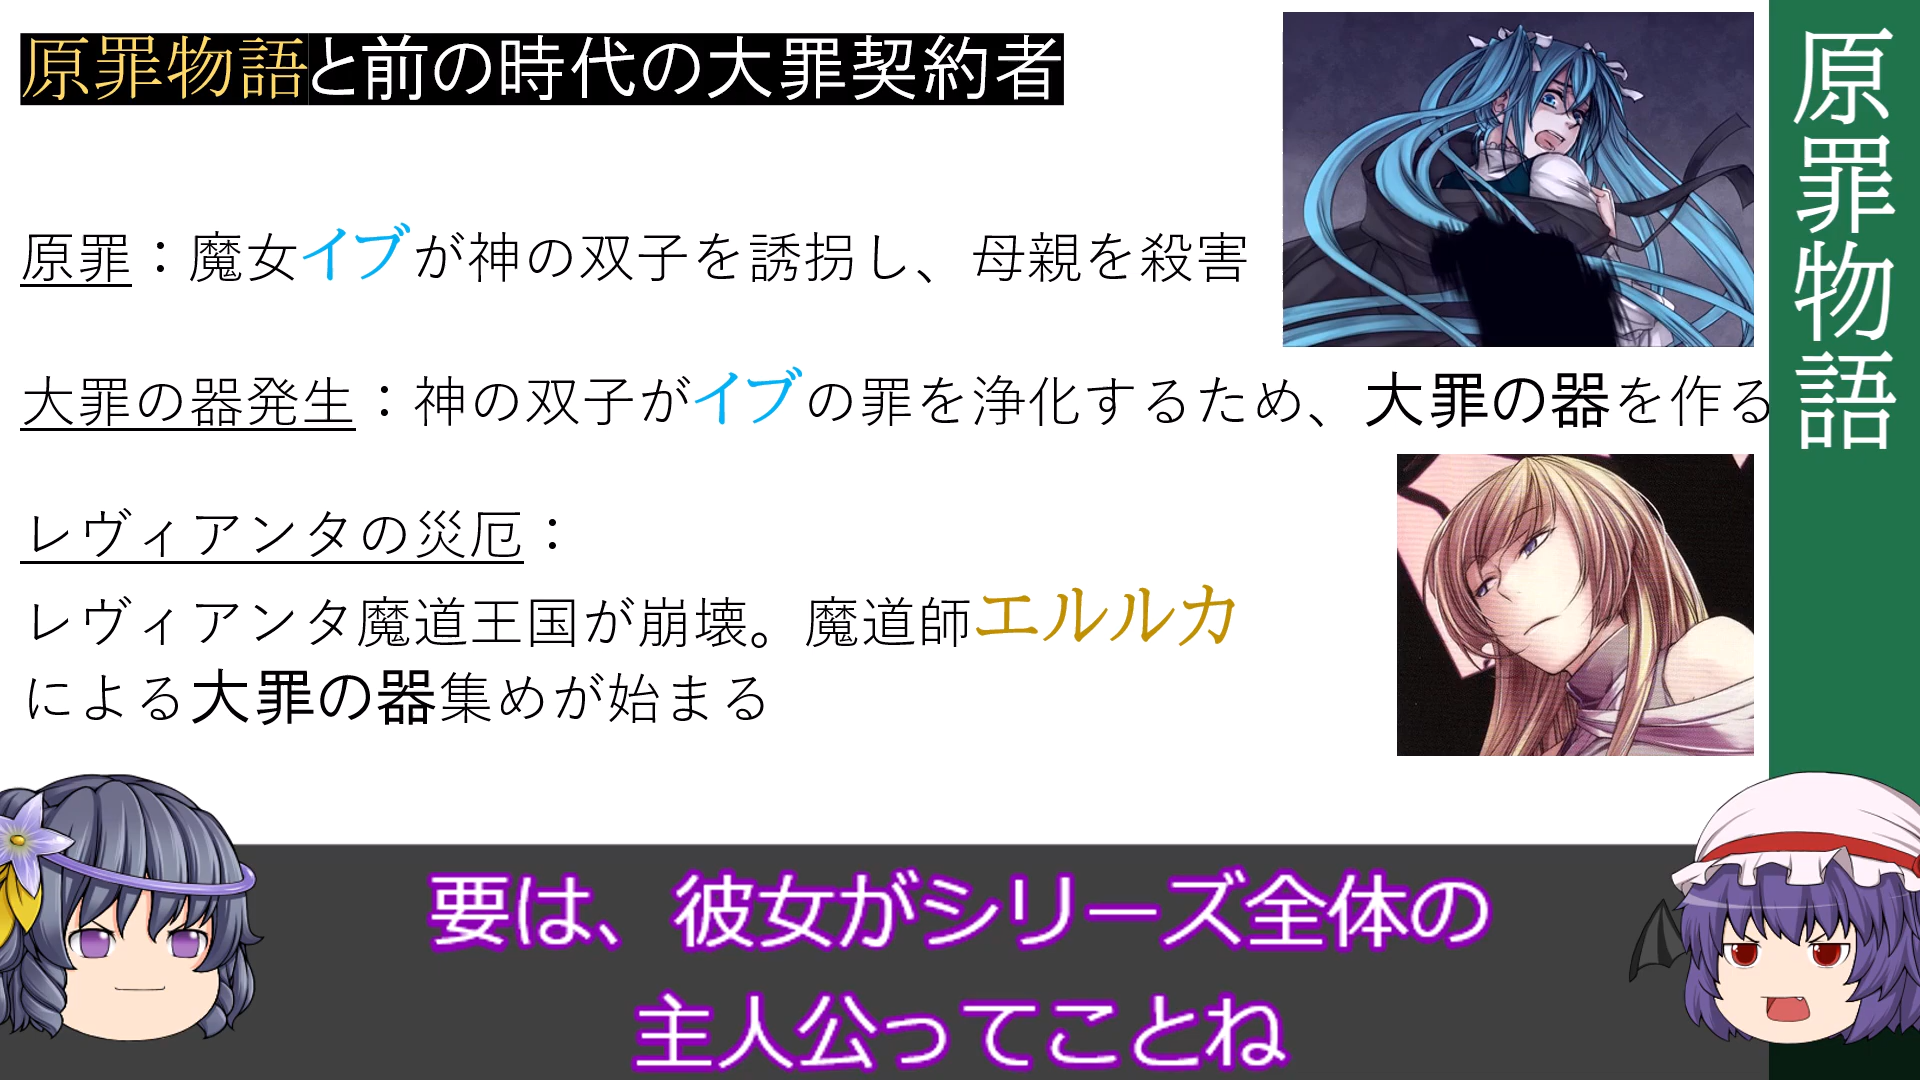 原罪物語と前の時代の大罪契約者
原罪：魔女イブが神の双子を誘拐し、母親を殺害
大罪の器発生：神の双子がイブの罪を浄化するため、大罪の器を作る
レヴィアンタの災厄：
レヴィアンタ魔道王国が崩壊。魔道師エルルカ
による大罪の器集めが始まる
原罪物語
要は、彼女がシリーズ全体の
主人公ってことね